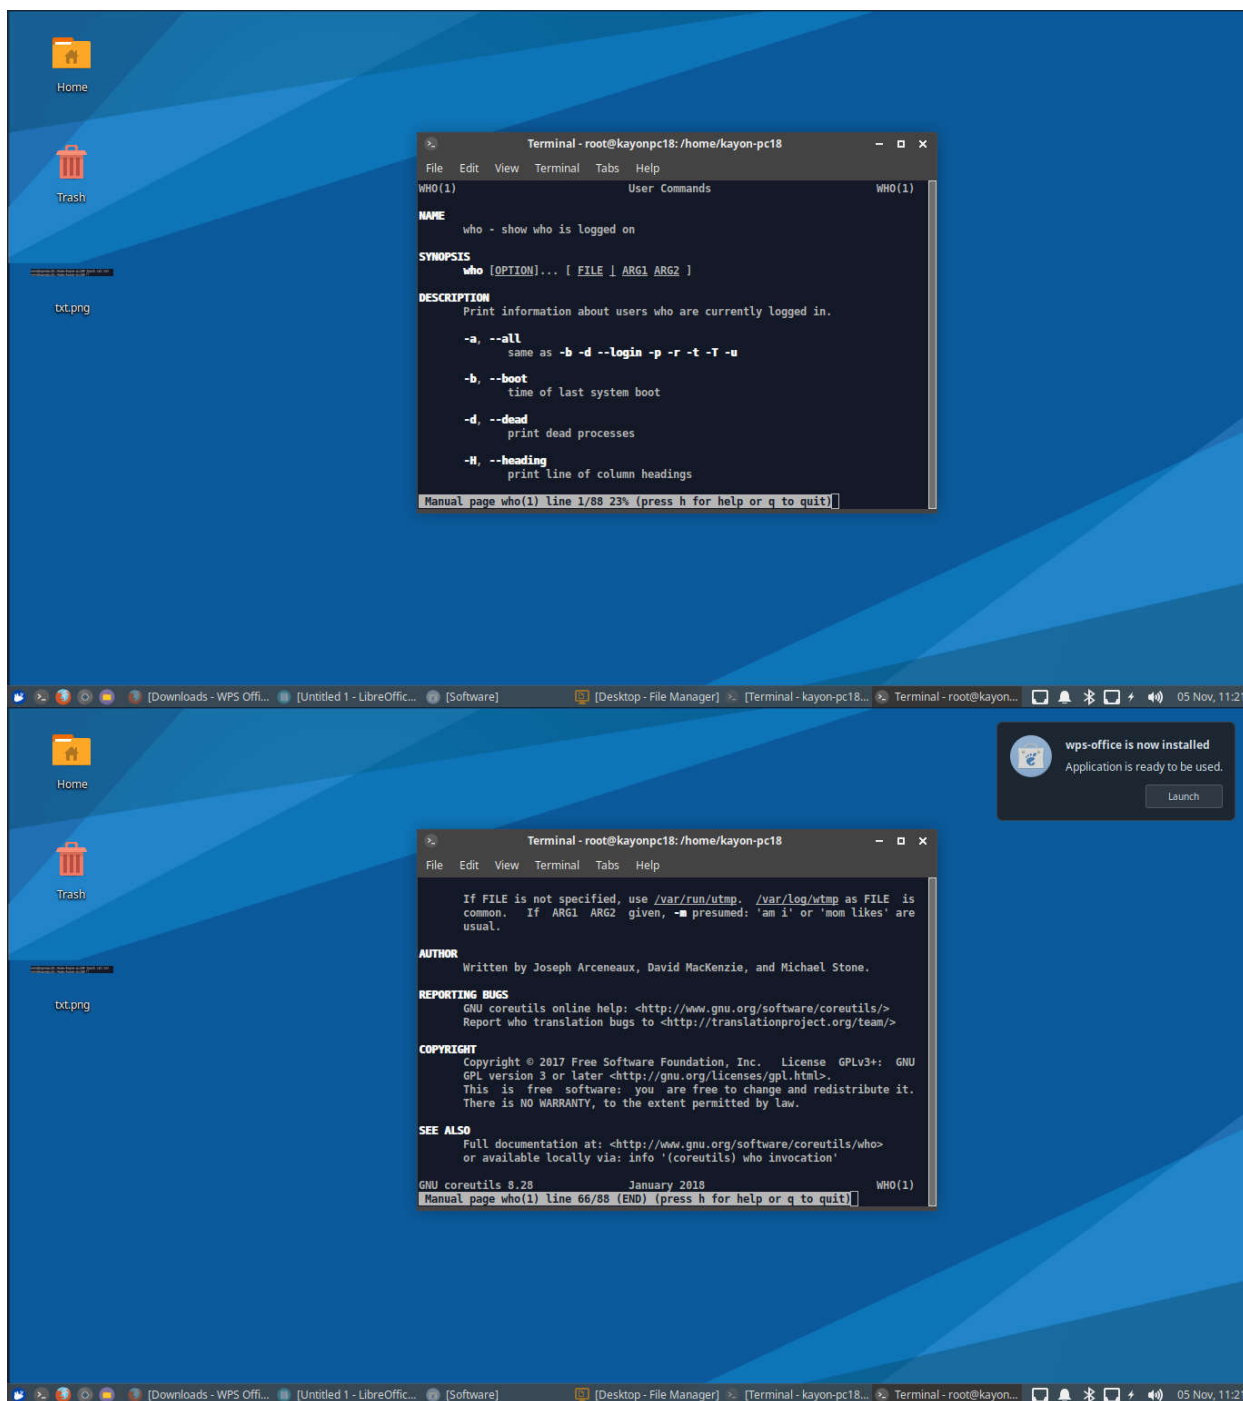 Home
Trash
txt.png
Terminal - root@kayonpc18: /home/kayon-pc18
File Edit View Terminal Tabs Help
WHO(1) User Commands WHO(1)
NAME
who - show who is logged on
SYNOPSIS
who [OPTION]... [ FILE | ARG1 ARG2 ]
DESCRIPTION
Print information about users who are currently logged in.
-a, --all
same as -b -d --login -p -r -t -T -u
-b, --boot
time of last system boot
-d, --dead
print dead processes
-H, --heading
print line of column headings
Manual page who(1) line 1/88 23% (press h for help or q to quit)
[Downloads - WPS Offi... [Untitled 1 - LibreOffic... [Software] [Desktop - File Manager] [Terminal - kayon-pc18... Terminal - root@kayon... 05 Nov, 11:21
Home
Trash
txt.png
wps-office is now installed
Application is ready to be used.
Launch
Terminal - root@kayonpc18: /home/kayon-pc18
File Edit View Terminal Tabs Help
If FILE is not specified, use /var/run/utmp. /var/log/wtmp as FILE is
common. If ARG1 ARG2 given, -m presumed: 'am i' or 'mom likes' are
usual.
AUTHOR
Written by Joseph Arceneaux, David MacKenzie, and Michael Stone.
REPORTING BUGS
GNU coreutils online help: <http://www.gnu.org/software/coreutils/>
Report who translation bugs to <http://translationproject.org/team/>
COPYRIGHT
Copyright © 2017 Free Software Foundation, Inc. License GPLv3+: GNU
GPL version 3 or later <http://gnu.org/licenses/gpl.html>.
This is free software: you are free to change and redistribute it.
There is NO WARRANTY, to the extent permitted by law.
SEE ALSO
Full documentation at: <http://www.gnu.org/software/coreutils/who>
or available locally via: info '(coreutils) who invocation'
GNU coreutils 8.28 January 2018 WHO(1)
Manual page who(1) line 66/88 (END) (press h for help or q to quit)
[Downloads - WPS Offi... [Untitled 1 - LibreOffic... [Software] [Desktop - File Manager] [Terminal - kayon-pc18... Terminal - root@kayon... 05 Nov, 11:21